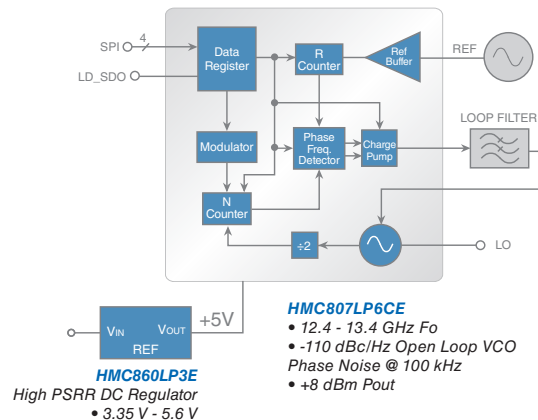 SPI
4
LD_SDO
Data
Register
R
Counter
Ref
Buffer
REF
LOOP FILTER
Modulator
Phase
Freq.
Detector
Charge
Pump
N
Counter
÷2
LO
+5V
VIN
VOUT
REF
HMC860LP3E
High PSRR DC Regulator
• 3.35 V - 5.6 V
HMC807LP6CE
• 12.4 - 13.4 GHz Fo
• -110 dBc/Hz Open Loop VCO
Phase Noise @ 100 kHz
• +8 dBm Pout